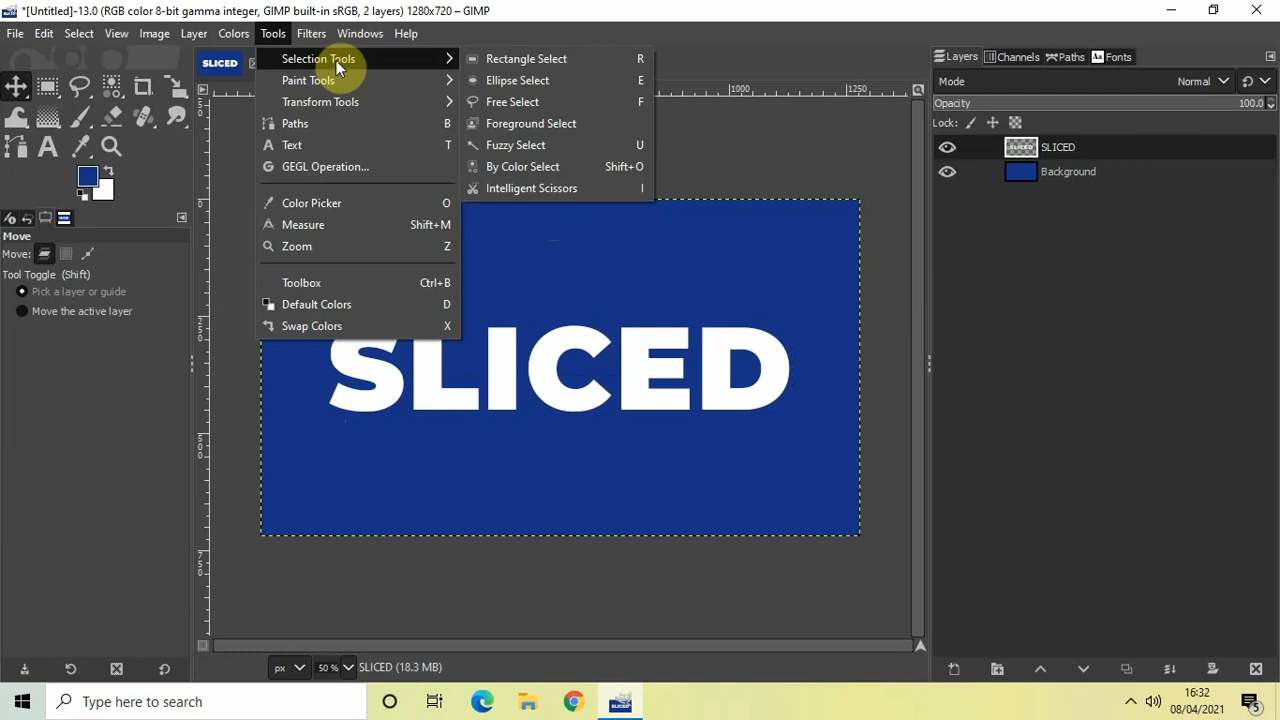 *[Untitled]-13.0 (RGB color 8-bit gamma integer, GIMP built-in sRGB, 2 layers) 1280x720 – GIMP
File Edit Select View Image Layer Colors Tools Filters Windows Help
SLICED
Selection Tools
Paint Tools
Transform Tools
Paths B
Text T
GEGL Operation...
Color Picker O
Measure Shift+M
Zoom Z
Toolbox Ctrl+B
Default Colors D
Swap Colors X
Rectangle Select R
Ellipse Select E
Free Select F
Foreground Select
Fuzzy Select U
By Color Select Shift+O
Intelligent Scissors I
1000 1250
Move
Move:
Tool Toggle (Shift)
Pick a layer or guide
Move the active layer
SLICED
Layers Channels Paths Aa Fonts
Mode Normal
Opacity 100.0
Lock:
SLICED
Background
px 50 % SLICED (18.3 MB)
Type here to search
16:32
08/04/2021
5